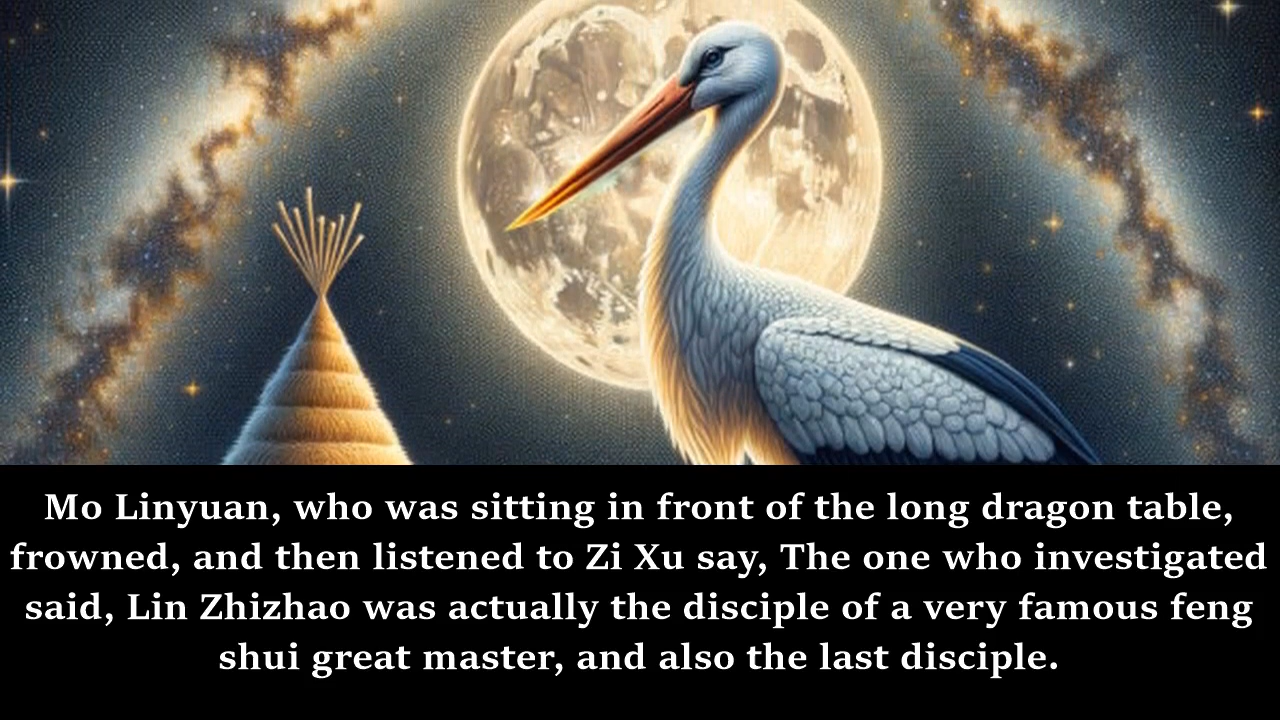 Mo Linyuan, who was sitting in front of the long dragon table,
frowned, and then listened to Zi Xu say, The one who investigated
said, Lin Zhizhao was actually the disciple of a very famous feng
shui great master, and also the last disciple.